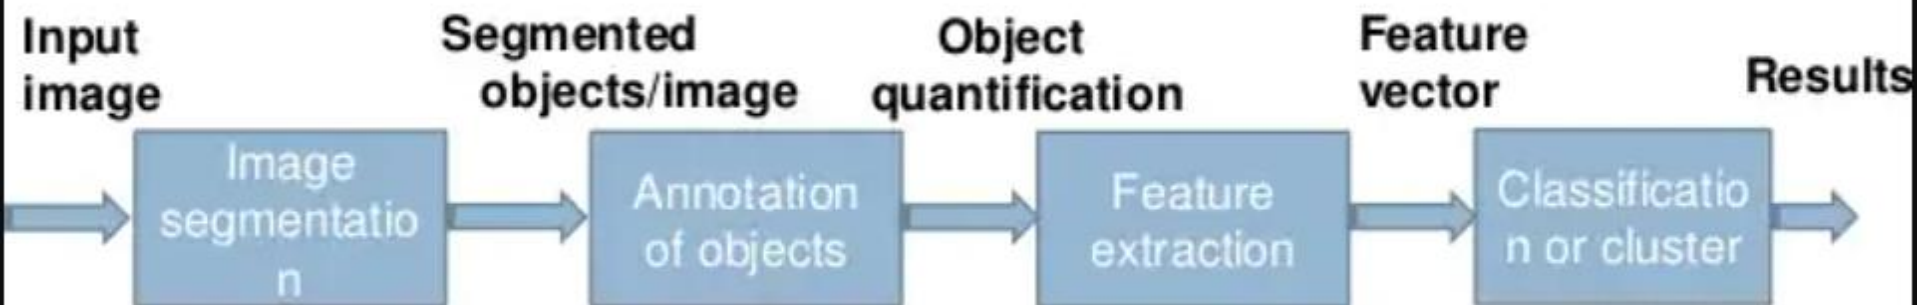 Input
image
Segmented
objects/image
Object
quantification
Feature
vector
Results
Image
segmentatio
n
Annotation
of objects
Feature
extraction
Classificatio
n or cluster